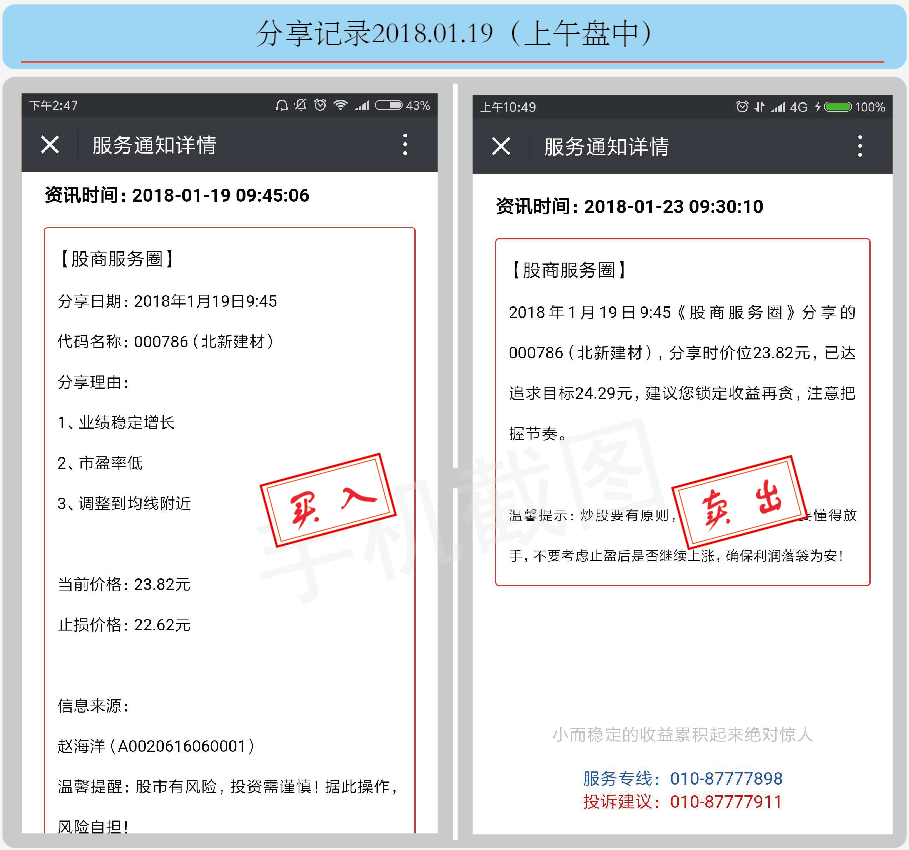 分享记录2018.01.19（上午盘中）
下午2:47
43%
服务通知详情
资讯时间：2018-01-19 09:45:06
【股商服务圈】
分享日期：2018年1月19日9:45
代码名称：000786（北新建材）
分享理由：
1、业绩稳定增长
2、市盈率低
3、调整到均线附近
买入
当前价格：23.82元
止损价格：22.62元
信息来源：
赵海洋（A0020616060001）
温馨提醒：股市有风险，投资需谨慎！据此操作，
风险自担！
上午10:49
4G
100%
服务通知详情
资讯时间：2018-01-23 09:30:10
【股商服务圈】
2018年1月19日9:45《股商服务圈》分享的
000786（北新建材），分享时价位23.82元，已达
追求目标24.29元，建议您锁定收益再贪，注意把
握节奏。
卖出
温馨提示：炒股要有原则，
懂得放
手，不要考虑止盈后是否继续上涨，确保利润落袋为安！
小而稳定的收益累积起来绝对惊人
服务专线：010-87777898
投诉建议：010-87777911
手机截图